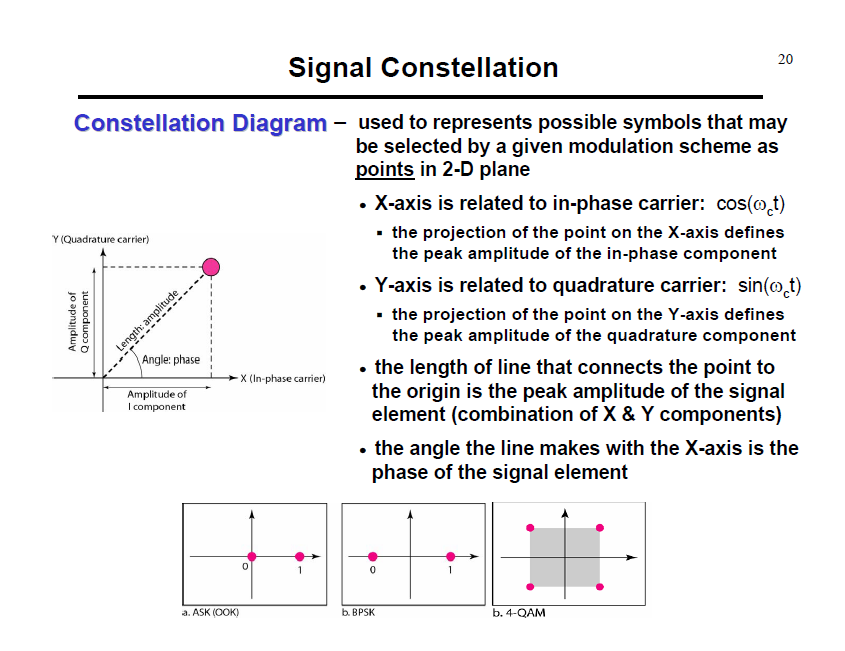 20
Signal Constellation
Constellation Diagram – used to represents possible symbols that may
be selected by a given modulation scheme as
points in 2-D plane
• X-axis is related to in-phase carrier: cos(ωct)
▪ the projection of the point on the X-axis defines
the peak amplitude of the in-phase component
• Y-axis is related to quadrature carrier: sin(ωct)
▪ the projection of the point on the Y-axis defines
the peak amplitude of the quadrature component
• the length of line that connects the point to
the origin is the peak amplitude of the signal
element (combination of X & Y components)
• the angle the line makes with the X-axis is the
phase of the signal element
Y (Quadrature carrier)
Amplitude of
Q component
Length: amplitude
Angle: phase
X (In-phase carrier)
Amplitude of
I component
0
1
a. ASK (OOK)
0
1
b. BPSK
b. 4-QAM